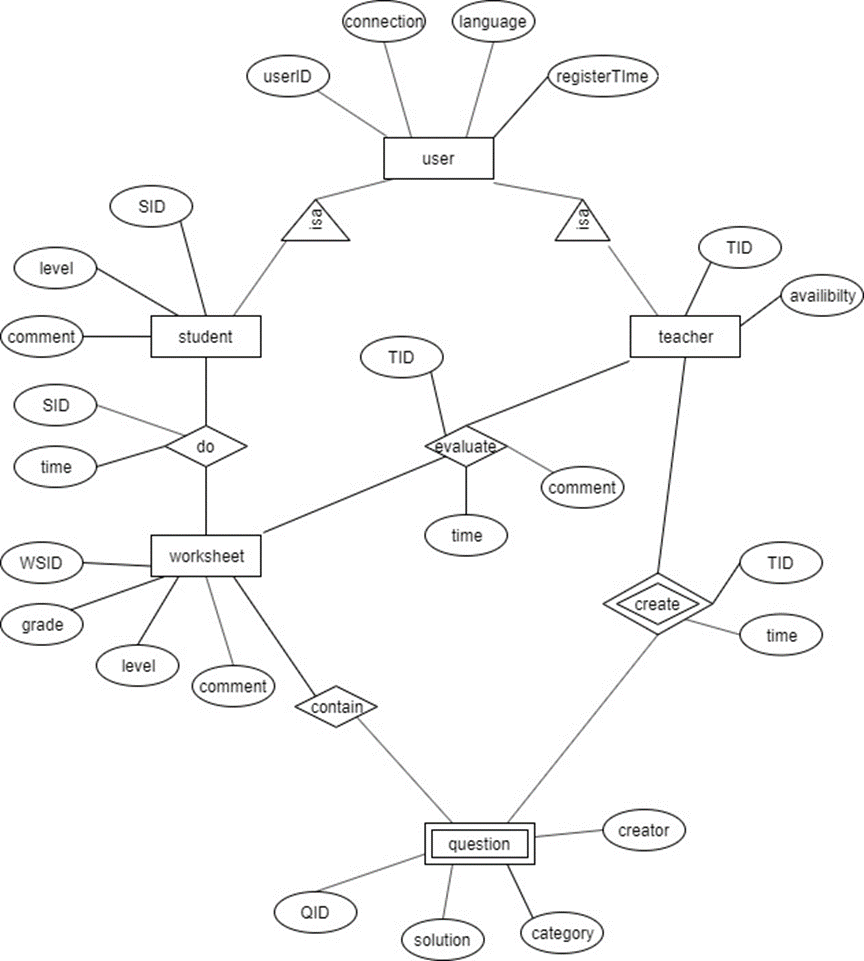 connection
language
userID
registerTIme
user
isa
isa
SID
TID
level
availibilty
comment
student
teacher
TID
SID
do
evaluate
time
comment
time
WSID
worksheet
TID
grade
create
time
level
comment
contain
creator
question
QID
solution
category